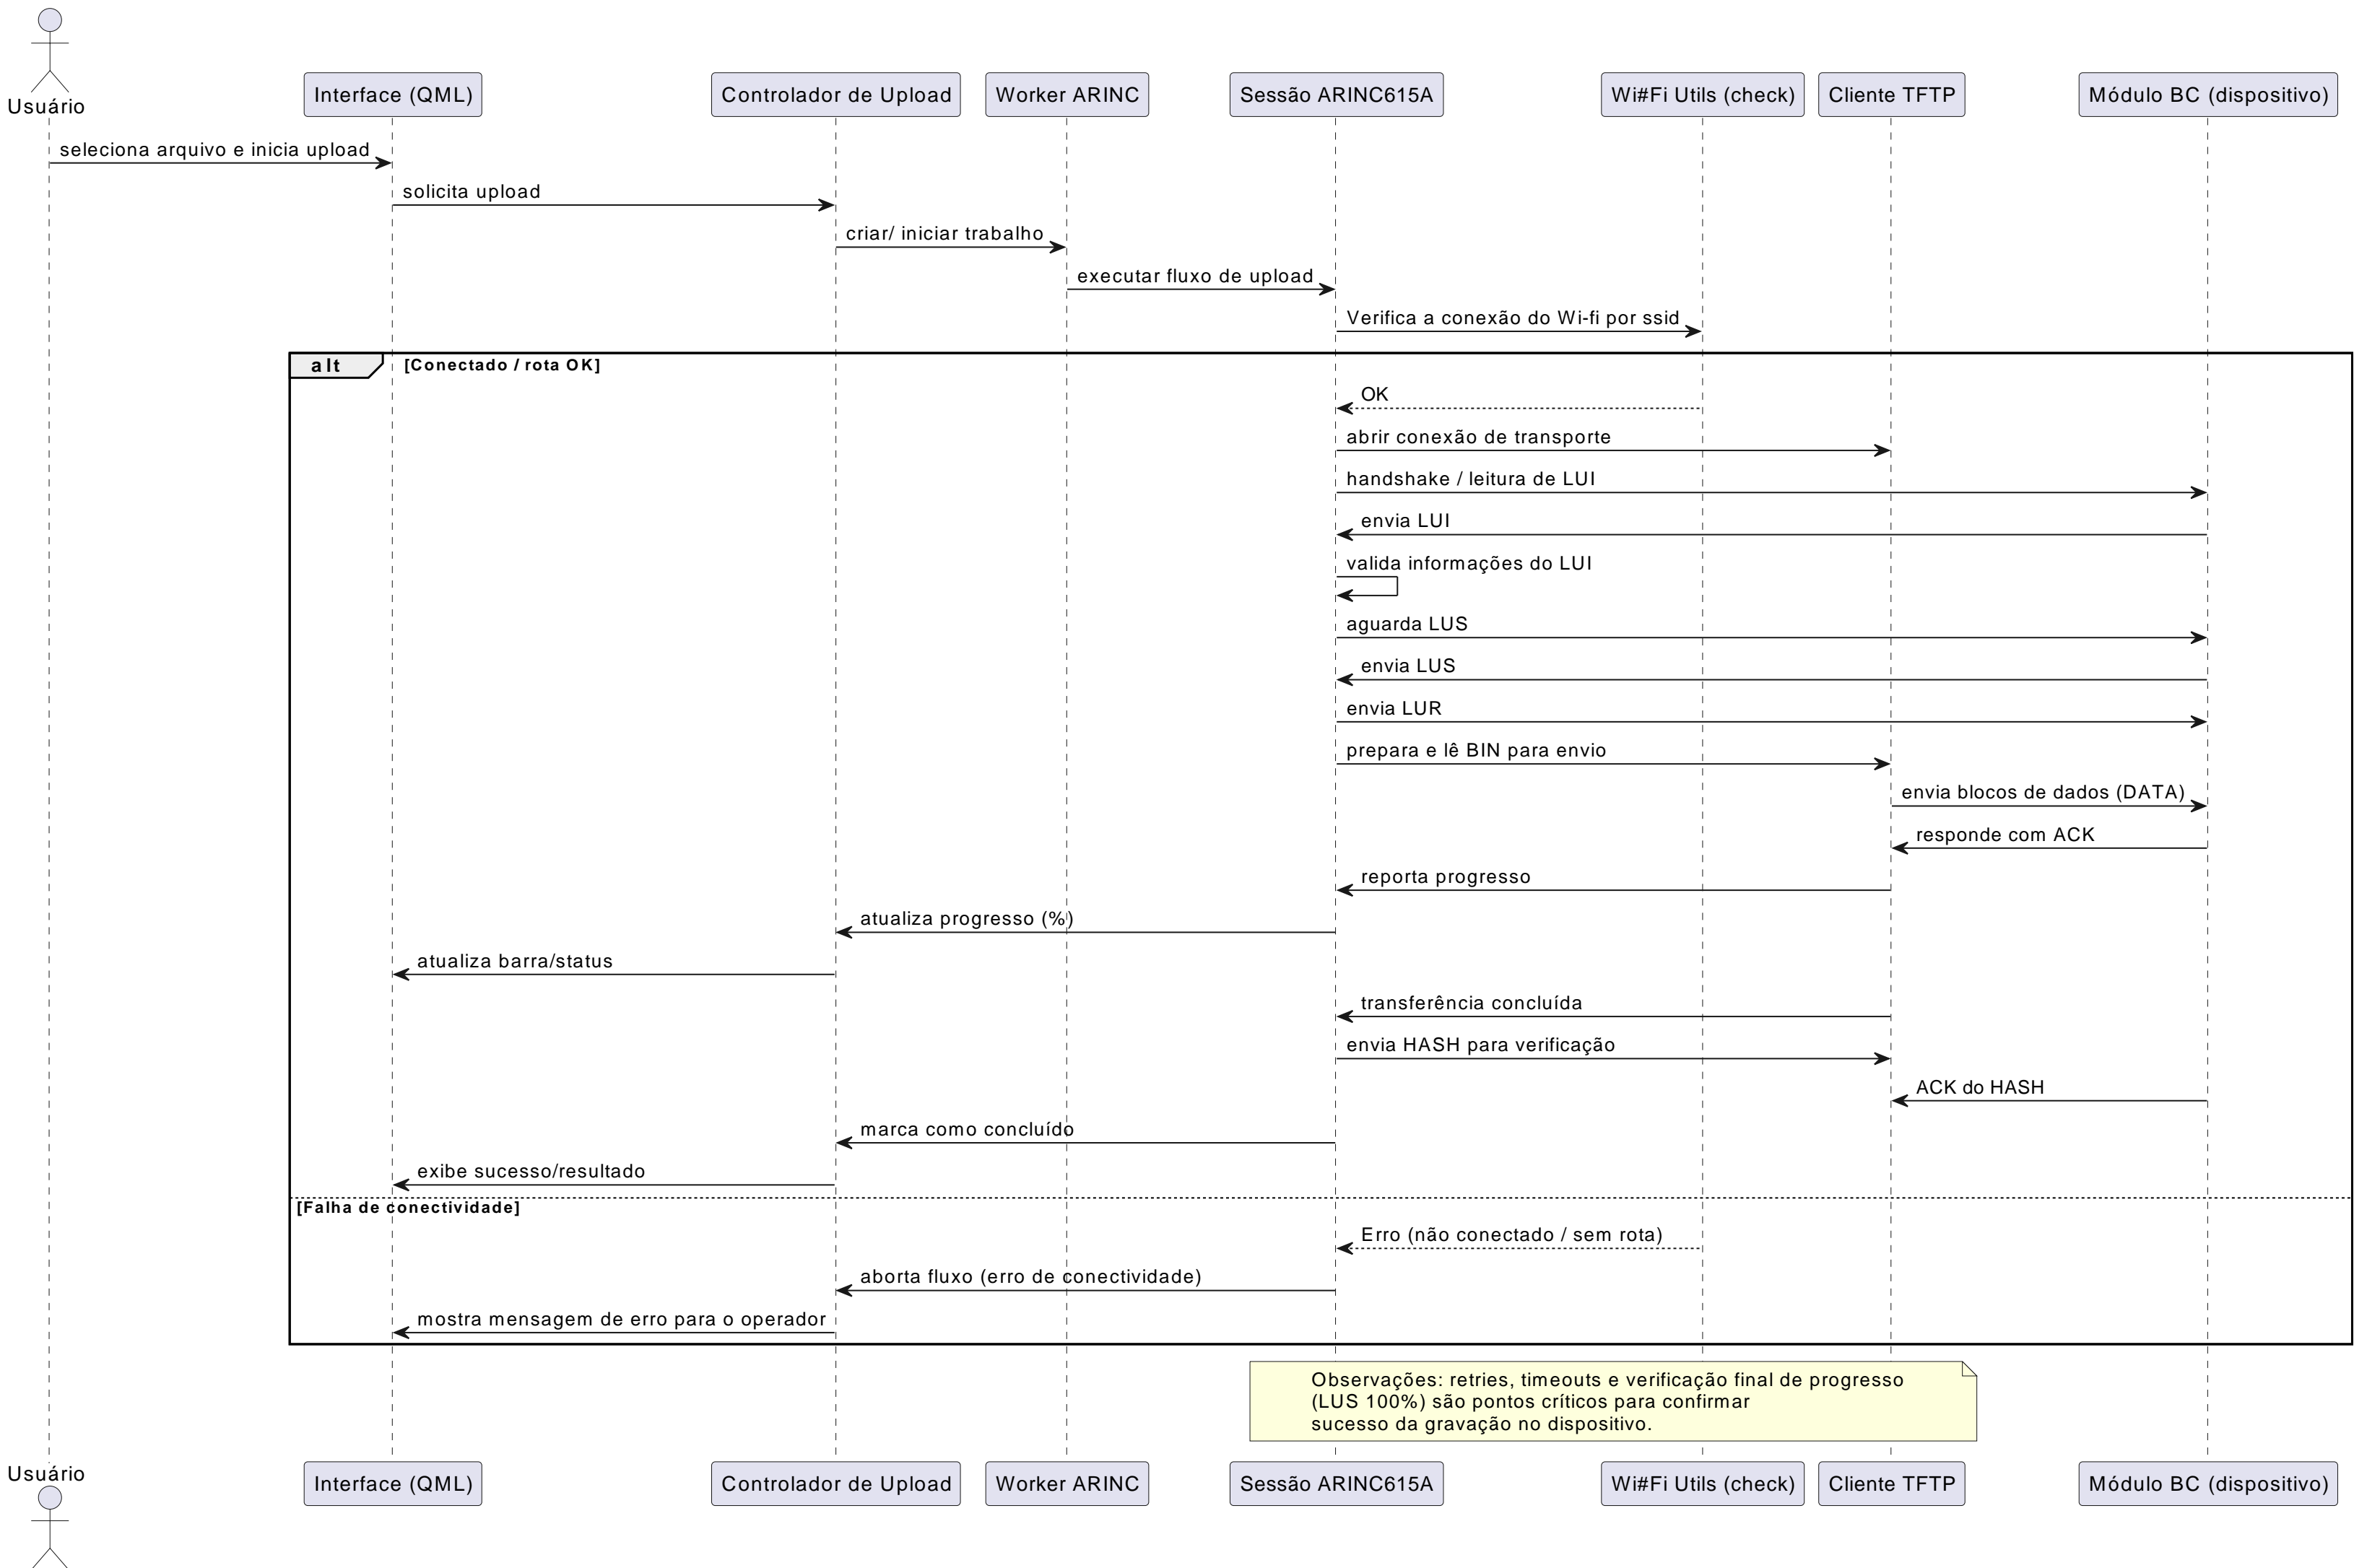 Usuário
Interface (QML)
Controlador de Upload
Worker ARINC
Sessão ARINC615A
Wi#Fi Utils (check)
Cliente TFTP
Módulo BC (dispositivo)
seleciona arquivo e inicia upload
solicita upload
criar/ iniciar trabalho
executar fluxo de upload
Verifica a conexão do Wi-fi por ssid
alt
[Conectado / rota OK]
OK
abrir conexão de transporte
handshake / leitura de LUI
envia LUI
valida informações do LUI
aguarda LUS
envia LUS
envia LUR
prepara e lê BIN para envio
envia blocos de dados (DATA)
responde com ACK
reporta progresso
atualiza progresso (%)
atualiza barra/status
transferência concluída
envia HASH para verificação
ACK do HASH
marca como concluído
exibe sucesso/resultado
[Falha de conectividade]
Erro (não conectado / sem rota)
aborta fluxo (erro de conectividade)
mostra mensagem de erro para o operador
Observações: retries, timeouts e verificação final de progresso
(LUS 100%) são pontos críticos para confirmar
sucesso da gravação no dispositivo.
Usuário
Interface (QML)
Controlador de Upload
Worker ARINC
Sessão ARINC615A
Wi#Fi Utils (check)
Cliente TFTP
Módulo BC (dispositivo)